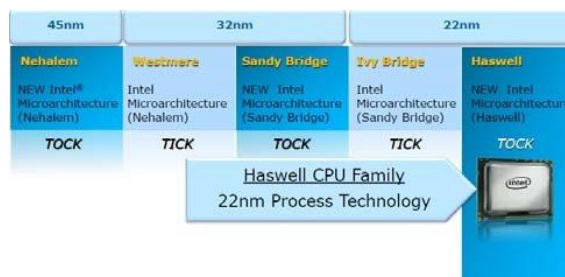 45nm
32nm
22nm
Nehalem
NEW Intel®
Microarchitecture
(Nehalem)
TOCK
Westmere
Intel
Microarchitecture
(Nehalem)
TICK
Sandy Bridge
NEW Intel
Microarchitecture
(Sandy Bridge)
TOCK
Ivy Bridge
Intel
Microarchitecture
(Sandy Bridge)
TICK
Haswell
NEW Intel
Microarchitecture
(Haswell)
TOCK
Haswell CPU Family
22nm Process Technology
intel